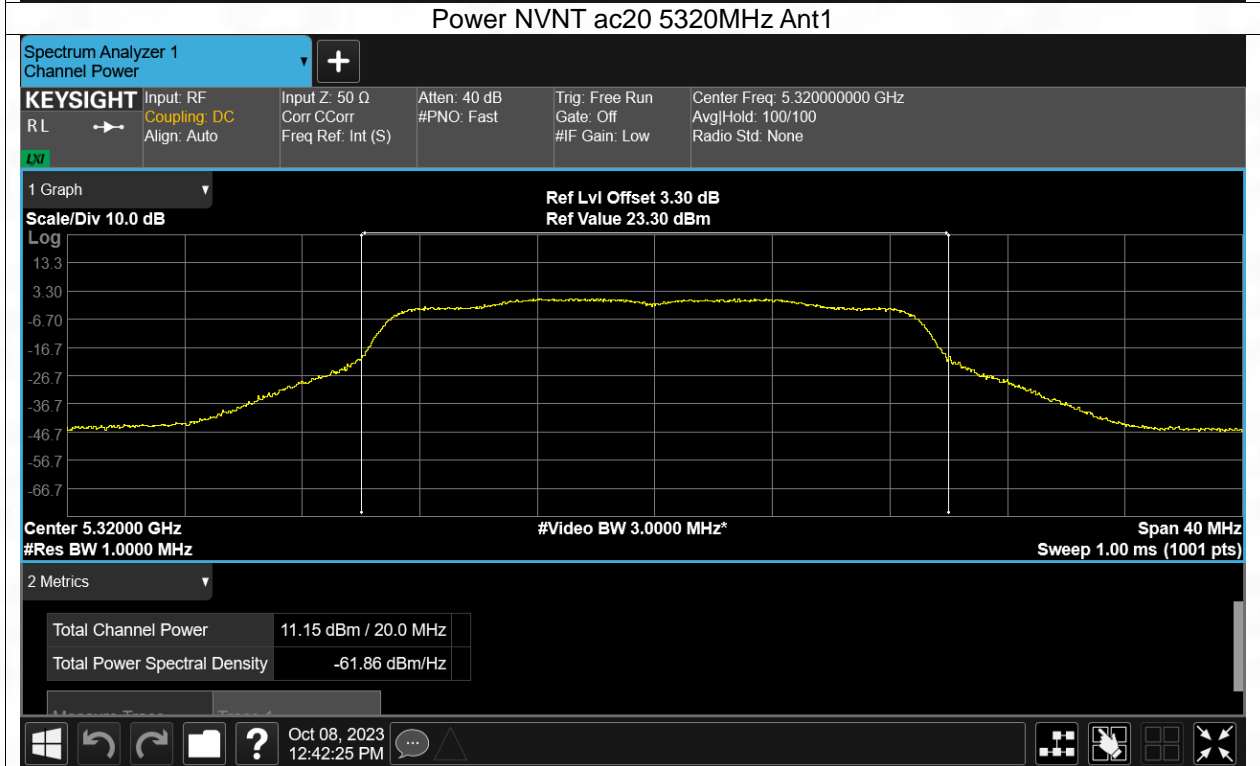 Power NVNT ac20 5320MHz Ant1
Spectrum Analyzer 1
Channel Power
+
KEYSIGHT Input: RF Input Z: 50 Ω Atten: 40 dB Trig: Free Run Center Freq: 5.320000000 GHz
RL Coupling: DC Corr CCorr #PNO: Fast Gate: Off Avg|Hold: 100/100
Align: Auto Freq Ref: Int (S) #IF Gain: Low Radio Std: None
LXI
1 Graph
Ref Lvl Offset 3.30 dB
Scale/Div 10.0 dB Ref Value 23.30 dBm
Log
13.3
3.30
-6.70
-16.7
-26.7
-36.7
-46.7
-56.7
-66.7
Center 5.32000 GHz #Video BW 3.0000 MHz* Span 40 MHz
#Res BW 1.0000 MHz Sweep 1.00 ms (1001 pts)
2 Metrics
Total Channel Power 11.15 dBm / 20.0 MHz
Total Power Spectral Density -61.86 dBm/Hz
? Oct 08, 2023
12:42:25 PM